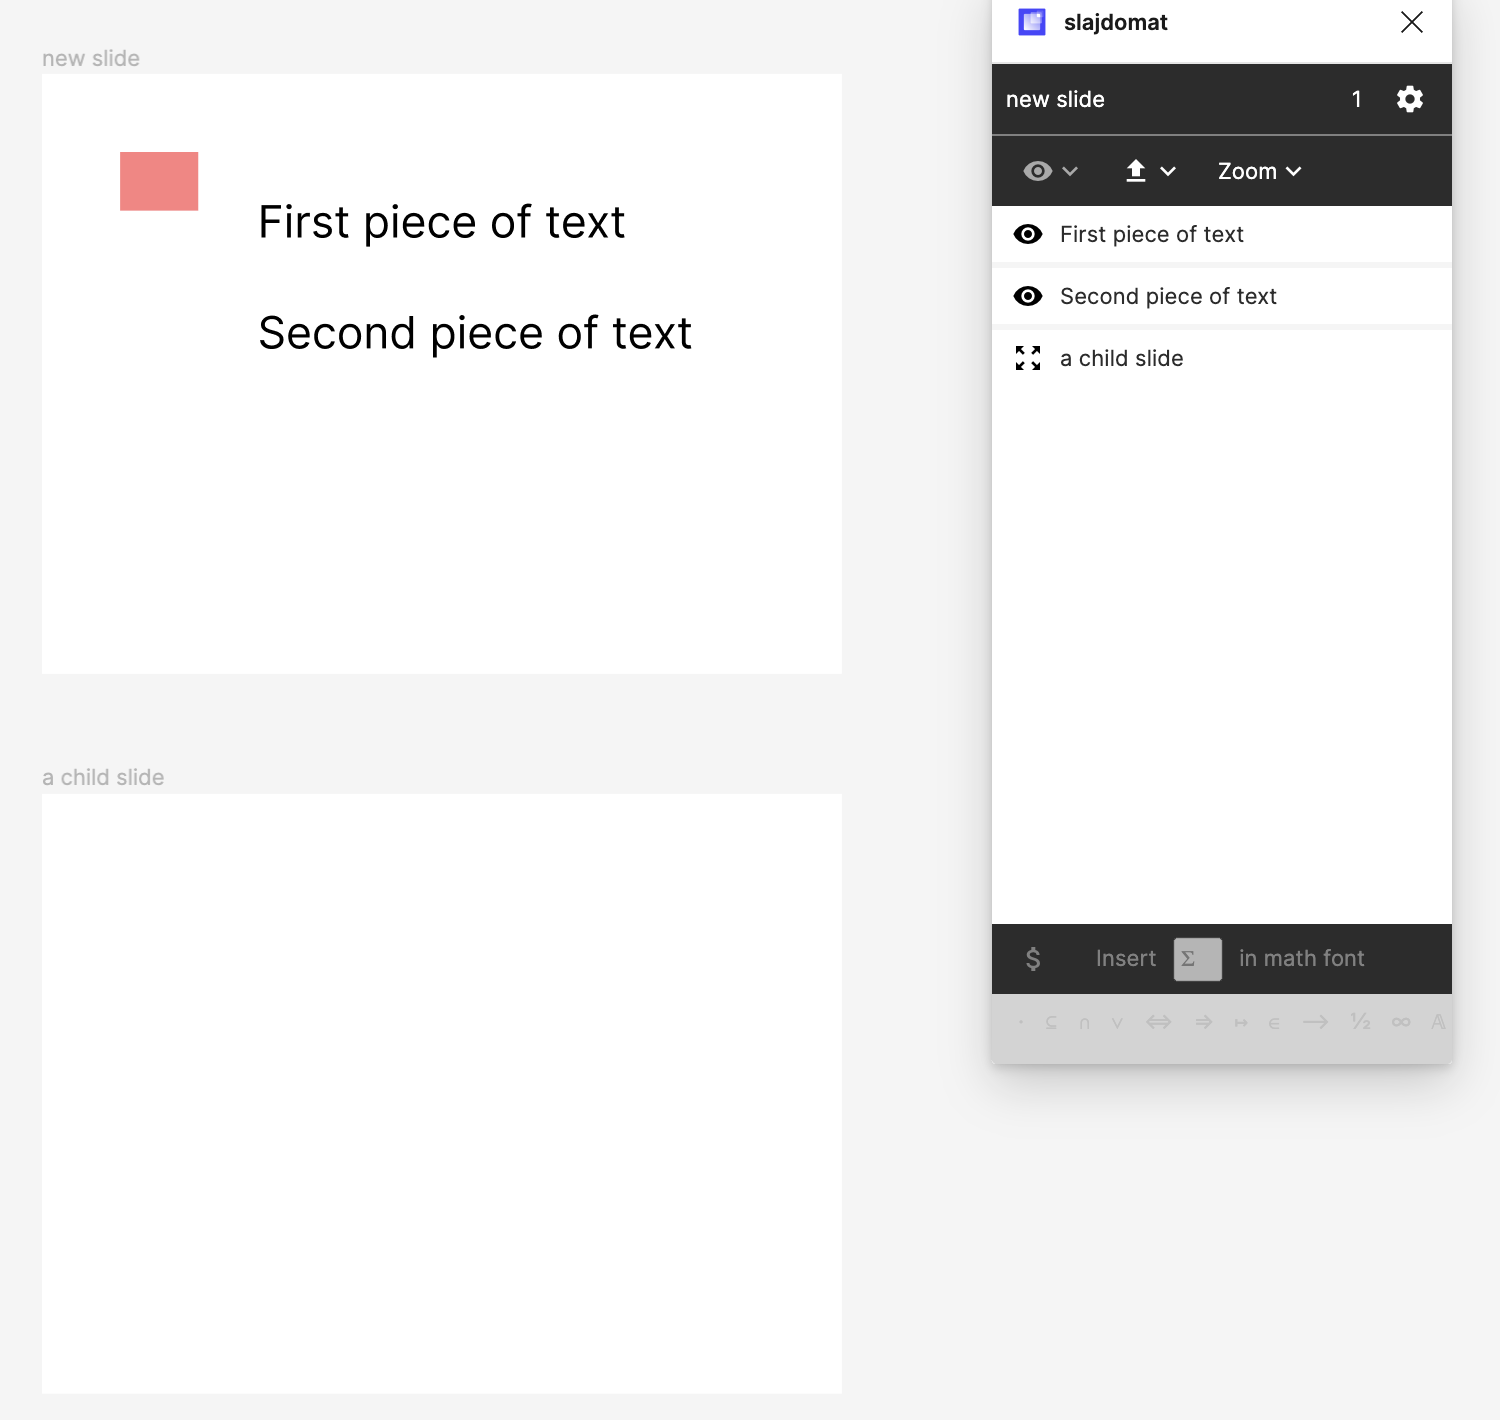 new slide
First piece of text
Second piece of text
a child slide
slajdomat
new slide 1
Zoom
First piece of text
Second piece of text
a child slide
$ Insert Σ in math font
· ⊆ ∩ ∨ ⇔ ⇒ ↦ ∈ ⟶ ½ ∞ 𝔸